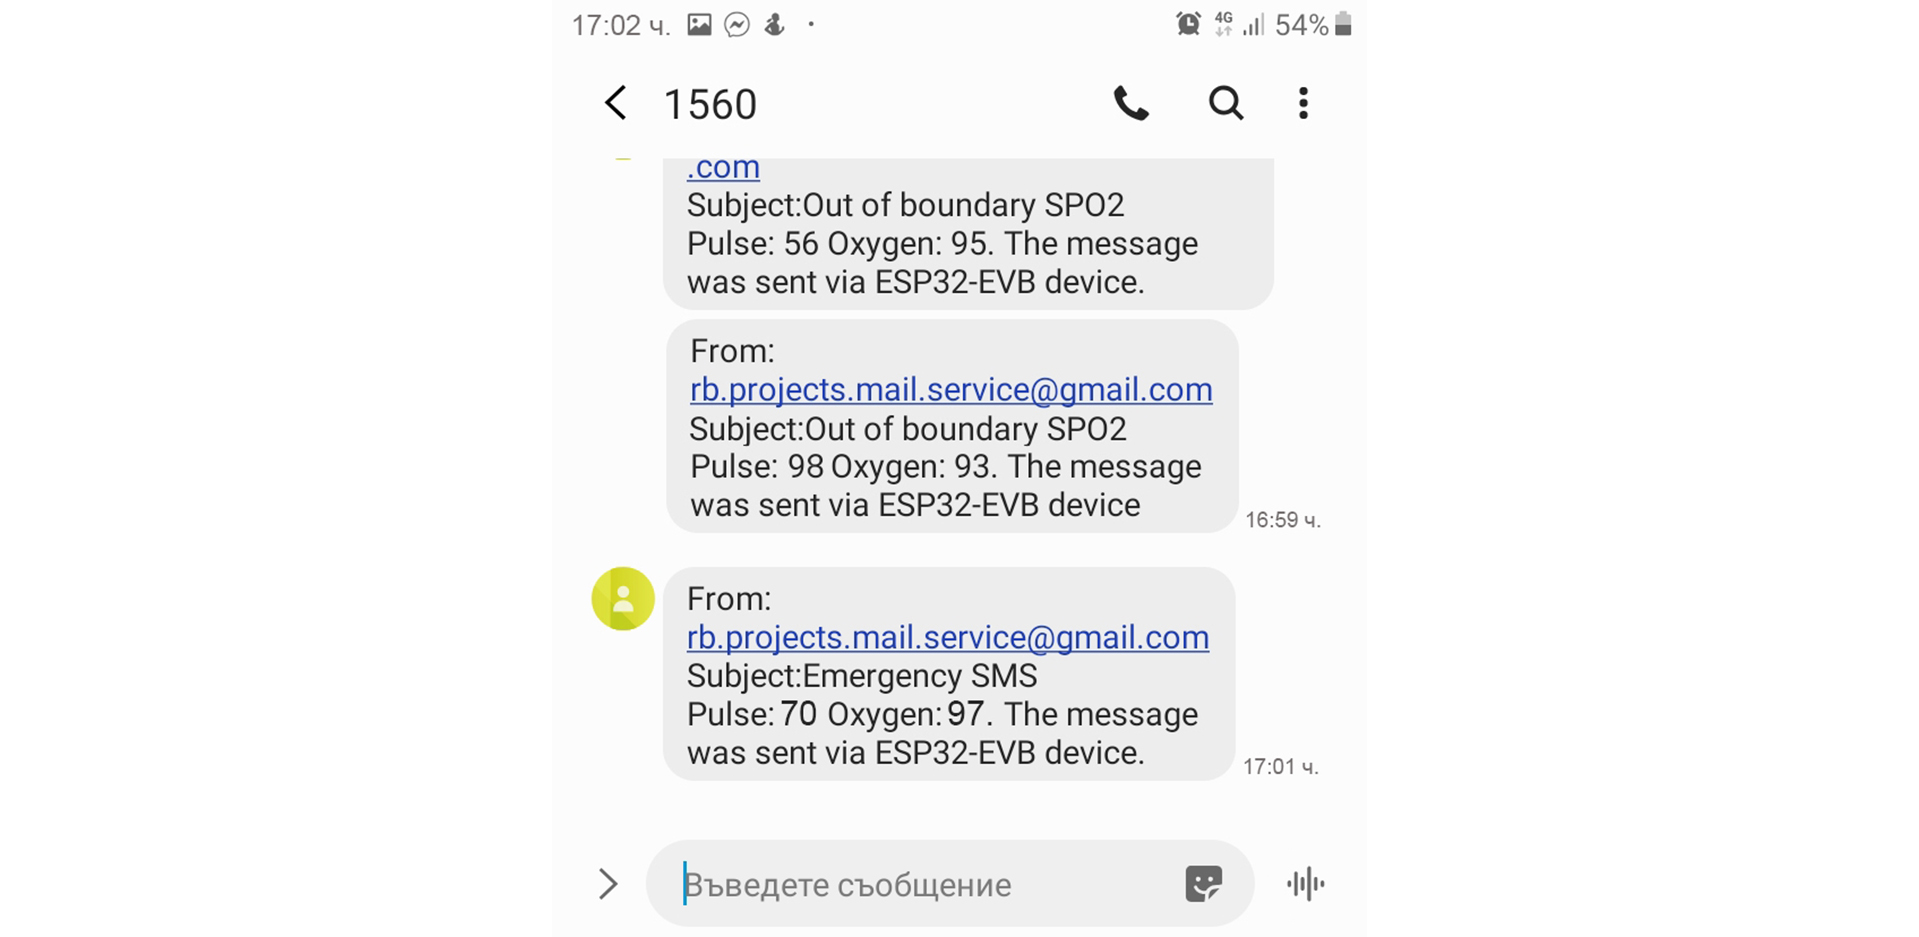 17:02 ч.
4G
54%
1560
.com
Subject:Out of boundary SPO2
Pulse: 56 Oxygen: 95. The message
was sent via ESP32-EVB device.
From:
rb.projects.mail.service@gmail.com
Subject:Out of boundary SPO2
Pulse: 98 Oxygen: 93. The message
was sent via ESP32-EVB device
16:59 ч.
From:
rb.projects.mail.service@gmail.com
Subject:Emergency SMS
Pulse: 70 Oxygen: 97. The message
was sent via ESP32-EVB device.
17:01 ч.
Въведете съобщение